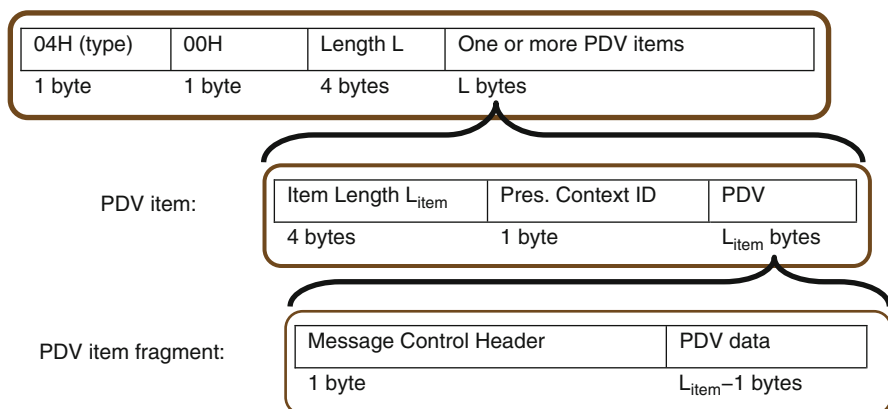 04H (type) 00H Length L One or more PDV items
1 byte 1 byte 4 bytes L bytes
PDV item:
Item Length Litem Pres. Context ID PDV
4 bytes 1 byte Litem bytes
PDV item fragment:
Message Control Header PDV data
1 byte Litem−1 bytes